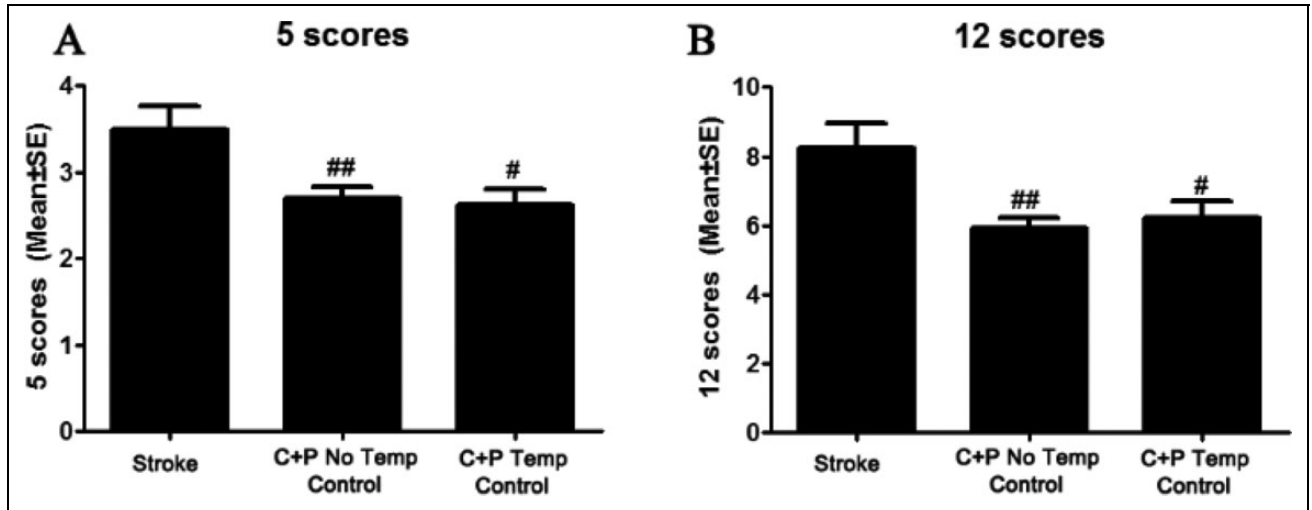 A
5 scores
5 scores (Mean±SE)
4
3
2
1
0
##
#
Stroke
C+P No Temp
Control
C+P Temp
Control
B
12 scores
12 scores (Mean±SE)
10
8
6
4
2
0
##
#
Stroke
C+P No Temp
Control
C+P Temp
Control